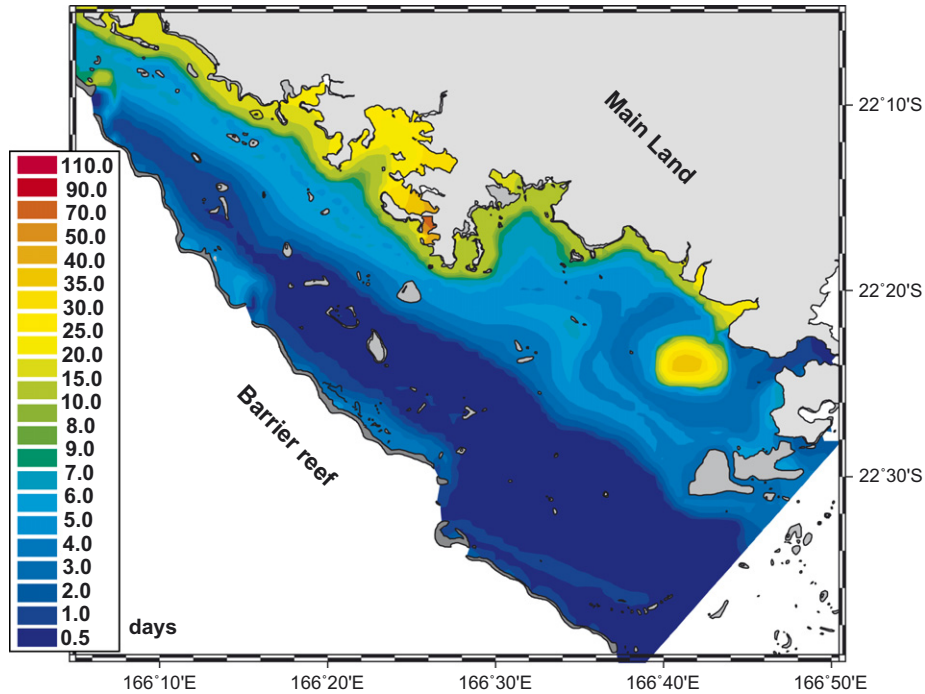 Main Land
22°10'S
110.0
90.0
70.0
50.0
40.0
35.0
30.0
25.0
20.0
15.0
10.0
8.0
9.0
7.0
6.0
5.0
4.0
3.0
2.0
1.0
0.5
days
22°20'S
Barrier reef
22°30'S
166°10'E
166°20'E
166°30'E
166°40'E
166°50'E